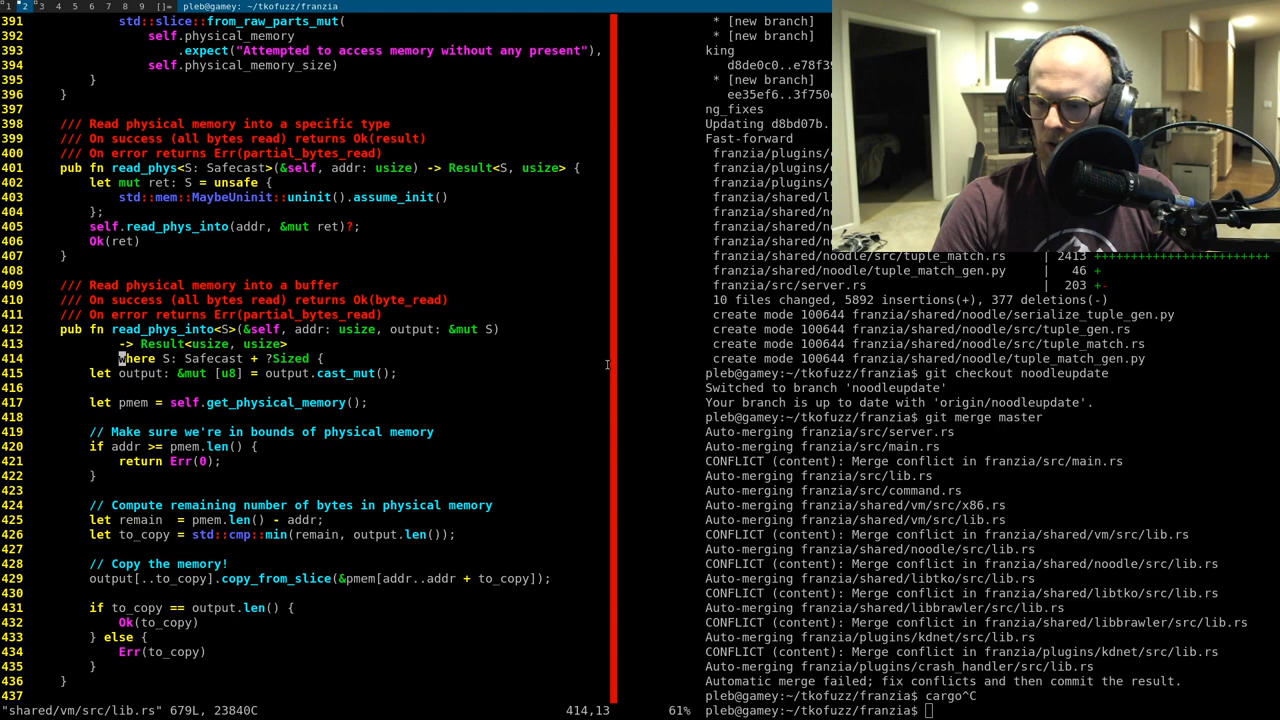 1 2 3 4 5 6 7 8 9 []= pleb@gamey: ~/tkofuzz/franzia
391 std::slice::from_raw_parts_mut(
392 self.physical_memory
393 .expect("Attempted to access memory without any present"),
394 self.physical_memory_size)
395 }
396 }
397
398 /// Read physical memory into a specific type
399 /// On success (all bytes read) returns Ok(result)
400 /// On error returns Err(partial_bytes_read)
401 pub fn read_phys<S: Safecast>(&self, addr: usize) -> Result<S, usize> {
402 let mut ret: S = unsafe {
403 std::mem::MaybeUninit::uninit().assume_init()
404 };
405 self.read_phys_into(addr, &mut ret)?;
406 Ok(ret)
407 }
408
409 /// Read physical memory into a buffer
410 /// On success (all bytes read) returns Ok(byte_read)
411 /// On error returns Err(partial_bytes_read)
412 pub fn read_phys_into<S>(&self, addr: usize, output: &mut S)
413 -> Result<usize, usize>
414 where S: Safecast + ?Sized {
415 let output: &mut [u8] = output.cast_mut();
416
417 let pmem = self.get_physical_memory();
418
419 // Make sure we're in bounds of physical memory
420 if addr >= pmem.len() {
421 return Err(0);
422 }
423
424 // Compute remaining number of bytes in physical memory
425 let remain  = pmem.len() - addr;
426 let to_copy = std::cmp::min(remain, output.len());
427
428 // Copy the memory!
429 output[..to_copy].copy_from_slice(&pmem[addr..addr + to_copy]);
430
431 if to_copy == output.len() {
432 Ok(to_copy)
433 } else {
434 Err(to_copy)
435 }
436 }
437
"shared/vm/src/lib.rs" 679L, 23840C 414,13 61%
* [new branch]
* [new branch]
king
d8de0c0..e78f39
* [new branch]
ee35ef6..3f750
ng_fixes
Updating d8bd07b.
Fast-forward
franzia/plugins/
franzia/plugins/
franzia/plugins/
franzia/shared/l
franzia/shared/n
franzia/shared/n
franzia/shared/n
franzia/shared/noodle/src/tuple_match.rs | 2413 ++++++++++++++++++++++++
franzia/shared/noodle/tuple_match_gen.py | 46 +
franzia/src/server.rs | 203 +-
10 files changed, 5892 insertions(+), 377 deletions(-)
create mode 100644 franzia/shared/noodle/serialize_tuple_gen.py
create mode 100644 franzia/shared/noodle/src/tuple_gen.rs
create mode 100644 franzia/shared/noodle/src/tuple_match.rs
create mode 100644 franzia/shared/noodle/tuple_match_gen.py
pleb@gamey:~/tkofuzz/franzia$ git checkout noodleupdate
Switched to branch 'noodleupdate'
Your branch is up to date with 'origin/noodleupdate'.
pleb@gamey:~/tkofuzz/franzia$ git merge master
Auto-merging franzia/src/server.rs
Auto-merging franzia/src/main.rs
CONFLICT (content): Merge conflict in franzia/src/main.rs
Auto-merging franzia/src/lib.rs
Auto-merging franzia/src/command.rs
Auto-merging franzia/shared/vm/src/x86.rs
Auto-merging franzia/shared/vm/src/lib.rs
CONFLICT (content): Merge conflict in franzia/shared/vm/src/lib.rs
Auto-merging franzia/shared/noodle/src/lib.rs
CONFLICT (content): Merge conflict in franzia/shared/noodle/src/lib.rs
Auto-merging franzia/shared/libtko/src/lib.rs
CONFLICT (content): Merge conflict in franzia/shared/libtko/src/lib.rs
Auto-merging franzia/shared/libbrawler/src/lib.rs
CONFLICT (content): Merge conflict in franzia/shared/libbrawler/src/lib.rs
Auto-merging franzia/plugins/kdnet/src/lib.rs
CONFLICT (content): Merge conflict in franzia/plugins/kdnet/src/lib.rs
Auto-merging franzia/plugins/crash_handler/src/lib.rs
Automatic merge failed; fix conflicts and then commit the result.
pleb@gamey:~/tkofuzz/franzia$ cargo^C
pleb@gamey:~/tkofuzz/franzia$